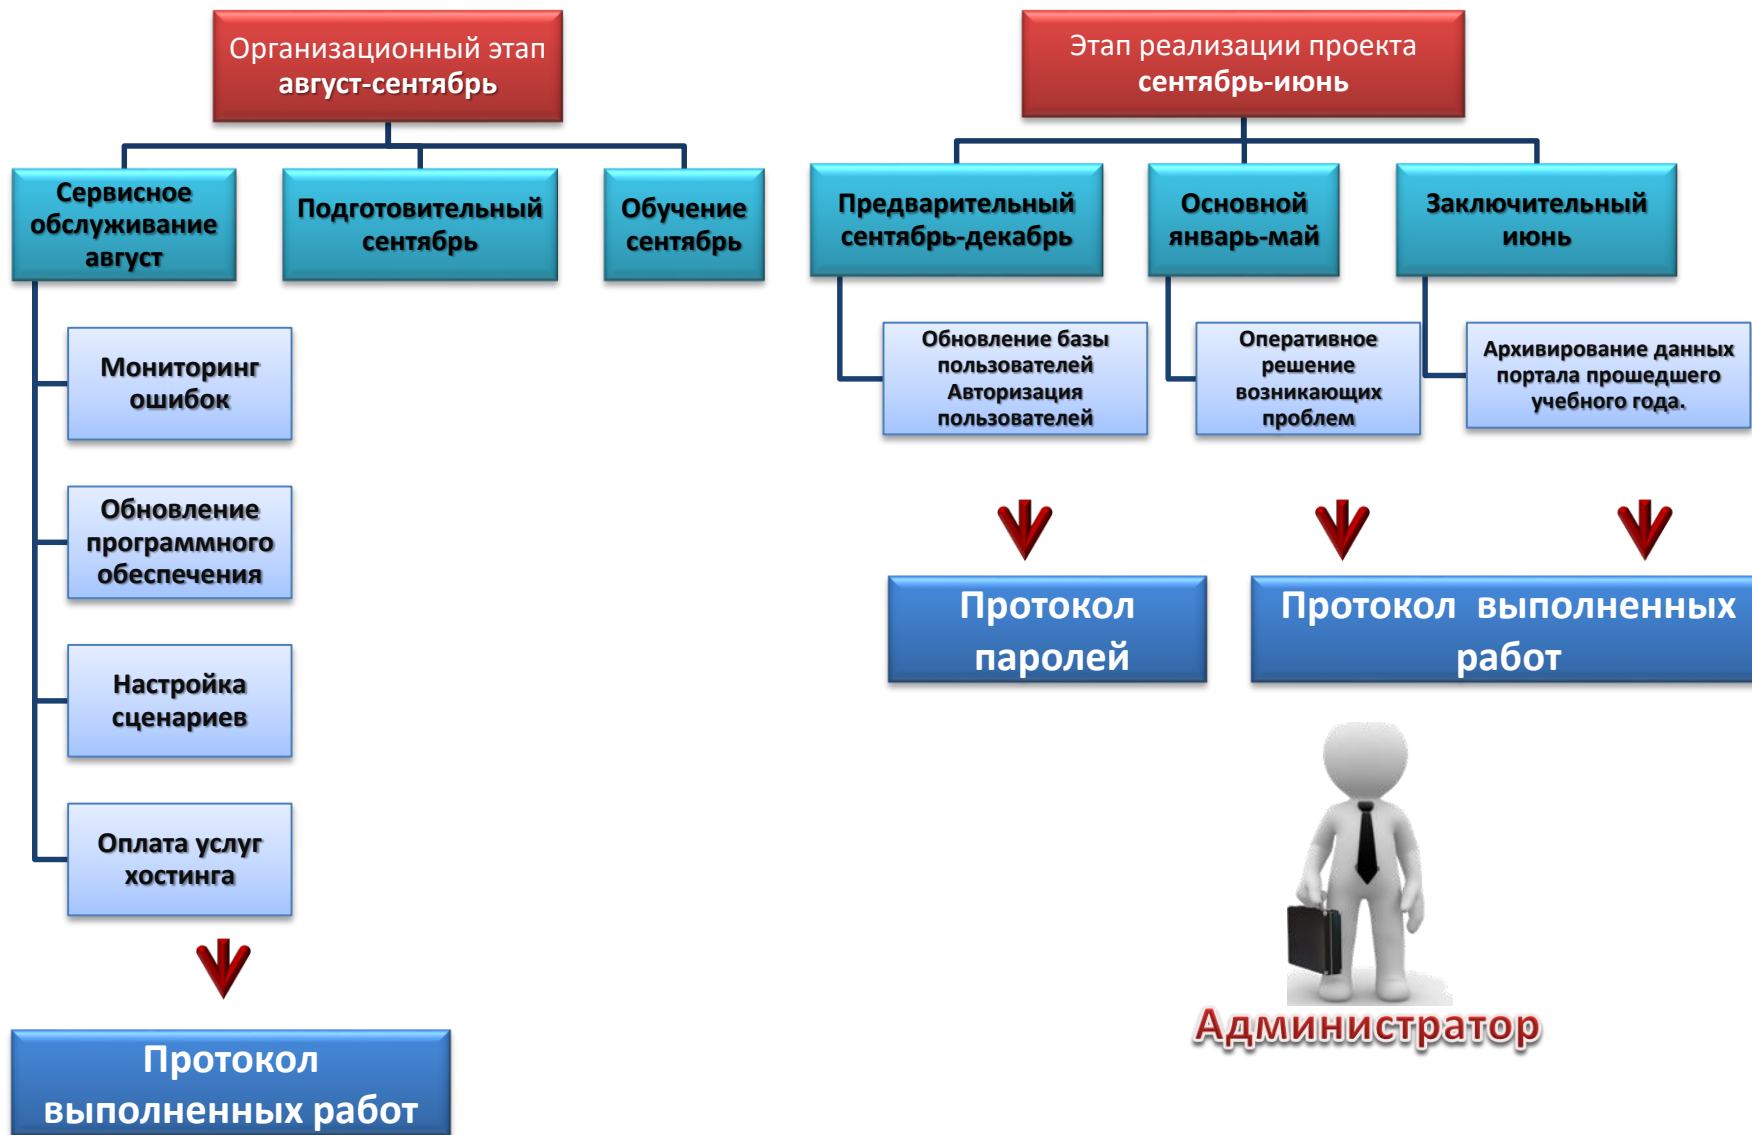 Организационный этап
август-сентябрь
Сервисное
обслуживание
август
Подготовительный
сентябрь
Обучение
сентябрь
Мониторинг
ошибок
Обновление
программного
обеспечения
Настройка
сценариев
Оплата услуг
хостинга
Протокол
выполненных работ
Этап реализации проекта
сентябрь-июнь
Предварительный
сентябрь-декабрь
Основной
январь-май
Заключительный
июнь
Обновление базы
пользователей
Авторизация
пользователей
Оперативное
решение
возникающих
проблем
Архивирование данных
портала прошедшего
учебного года.
Протокол
паролей
Протокол  выполненных
работ
Администратор